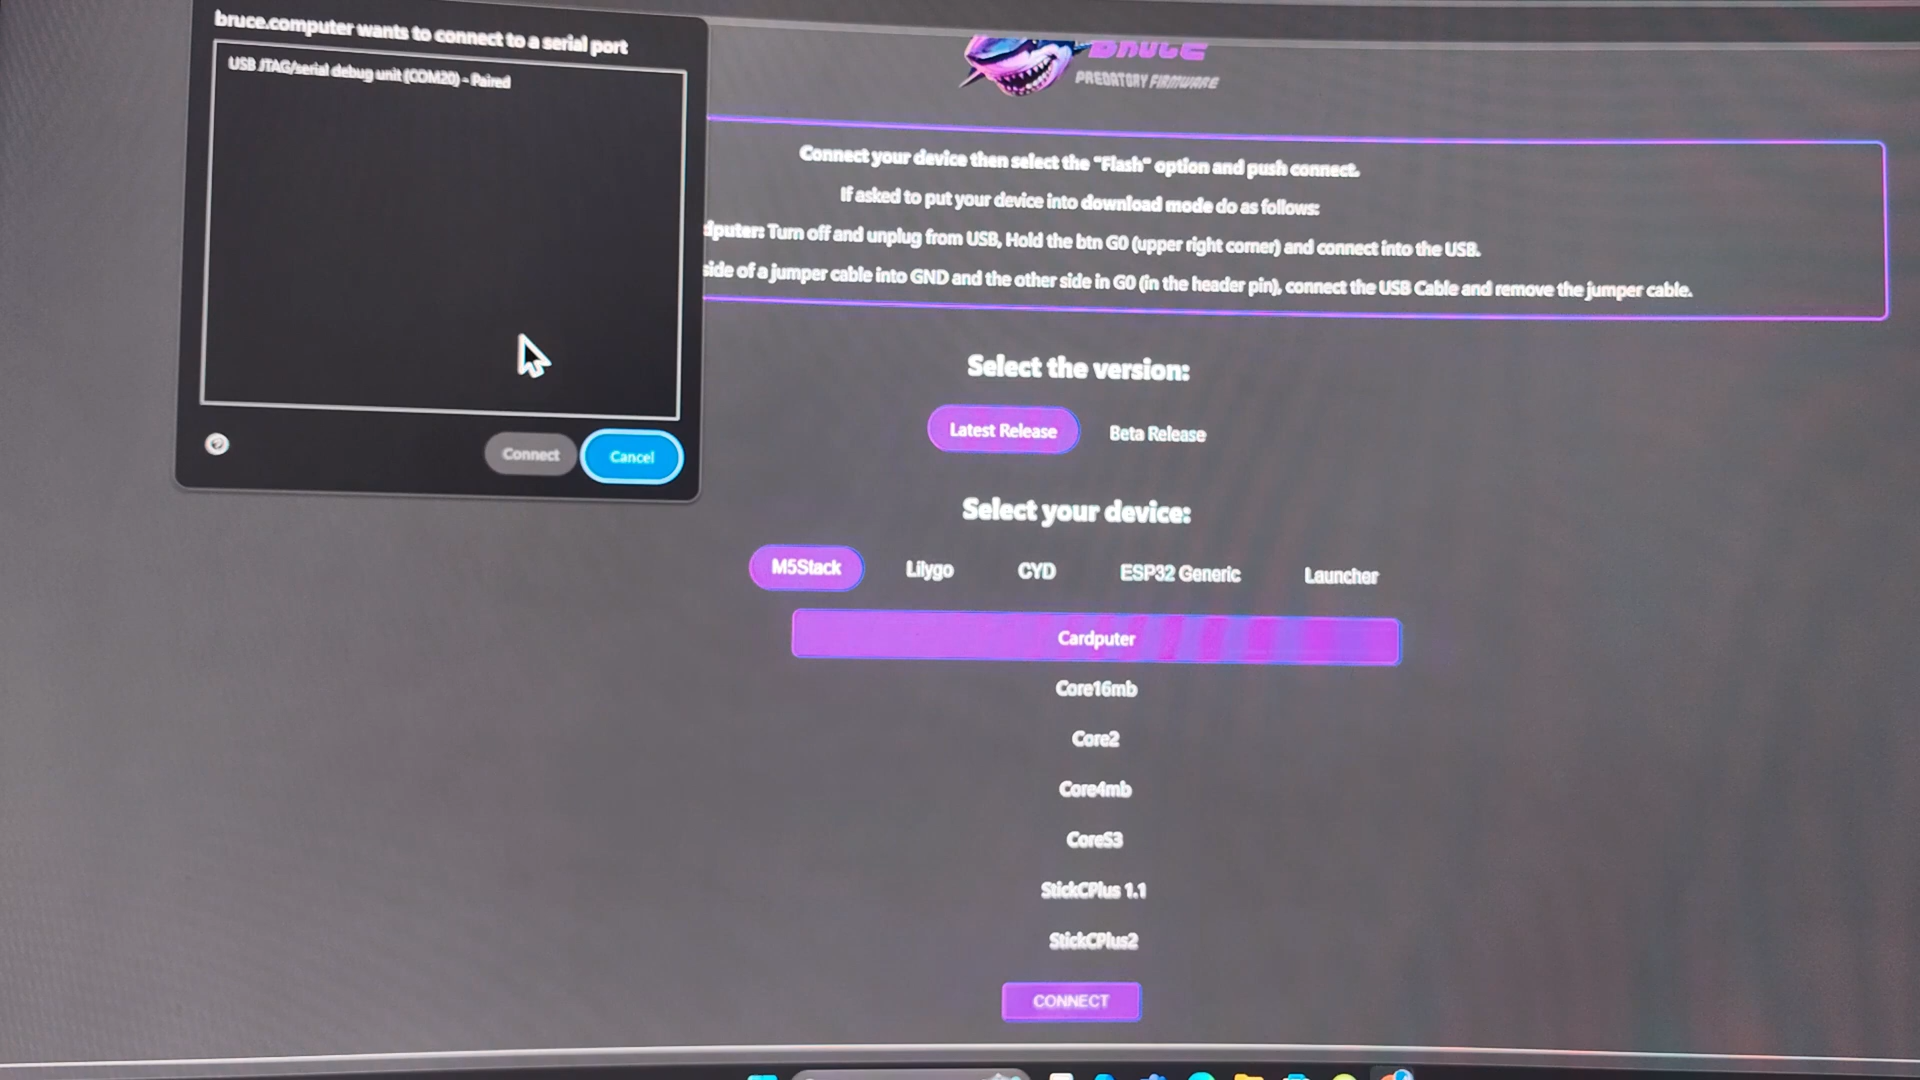 bruce.computer wants to connect to a serial port
USB JTAG/serial debug unit (COM20) - Paired
Connect
Cancel
BRUCE
PREDATORY FIRMWARE
Connect your device then select the "Flash" option and push connect.
If asked to put your device into download mode do as follows:
dputer: Turn off and unplug from USB, Hold the btn G0 (upper right corner) and connect into the USB.
side of a jumper cable into GND and the other side in G0 (in the header pin), connect the USB Cable and remove the jumper cable.
Select the version:
Latest Release Beta Release
Select your device:
M5Stack Lilygo CYD ESP32 Generic Launcher
Cardputer
Core16mb
Core2
Core4mb
CoreS3
StickCPlus 1.1
StickCPlus2
CONNECT